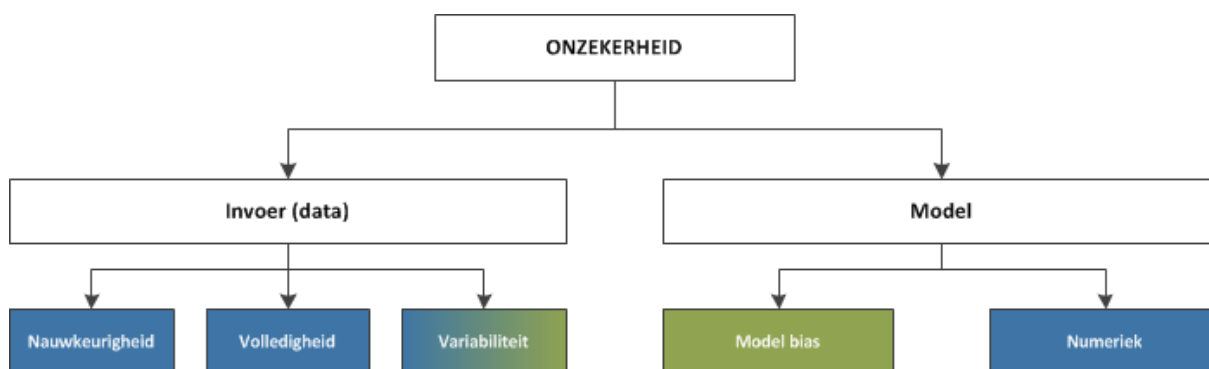 ONZEKERHEID
Invoer (data)
Model
Nauwkeurigheid
Volledigheid
Variabiliteit
Model bias
Numeriek